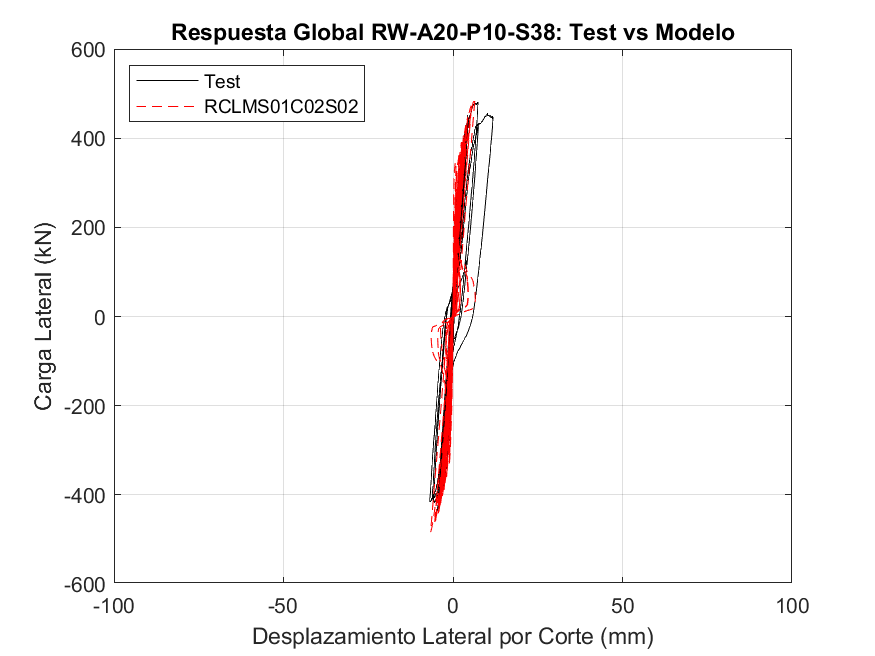 Respuesta Global RW-A20-P10-S38: Test vs Modelo
Test
RCLMS01C02S02
Carga Lateral (kN)
600
400
200
0
-200
-400
-600
-100
-50
0
50
100
Desplazamiento Lateral por Corte (mm)